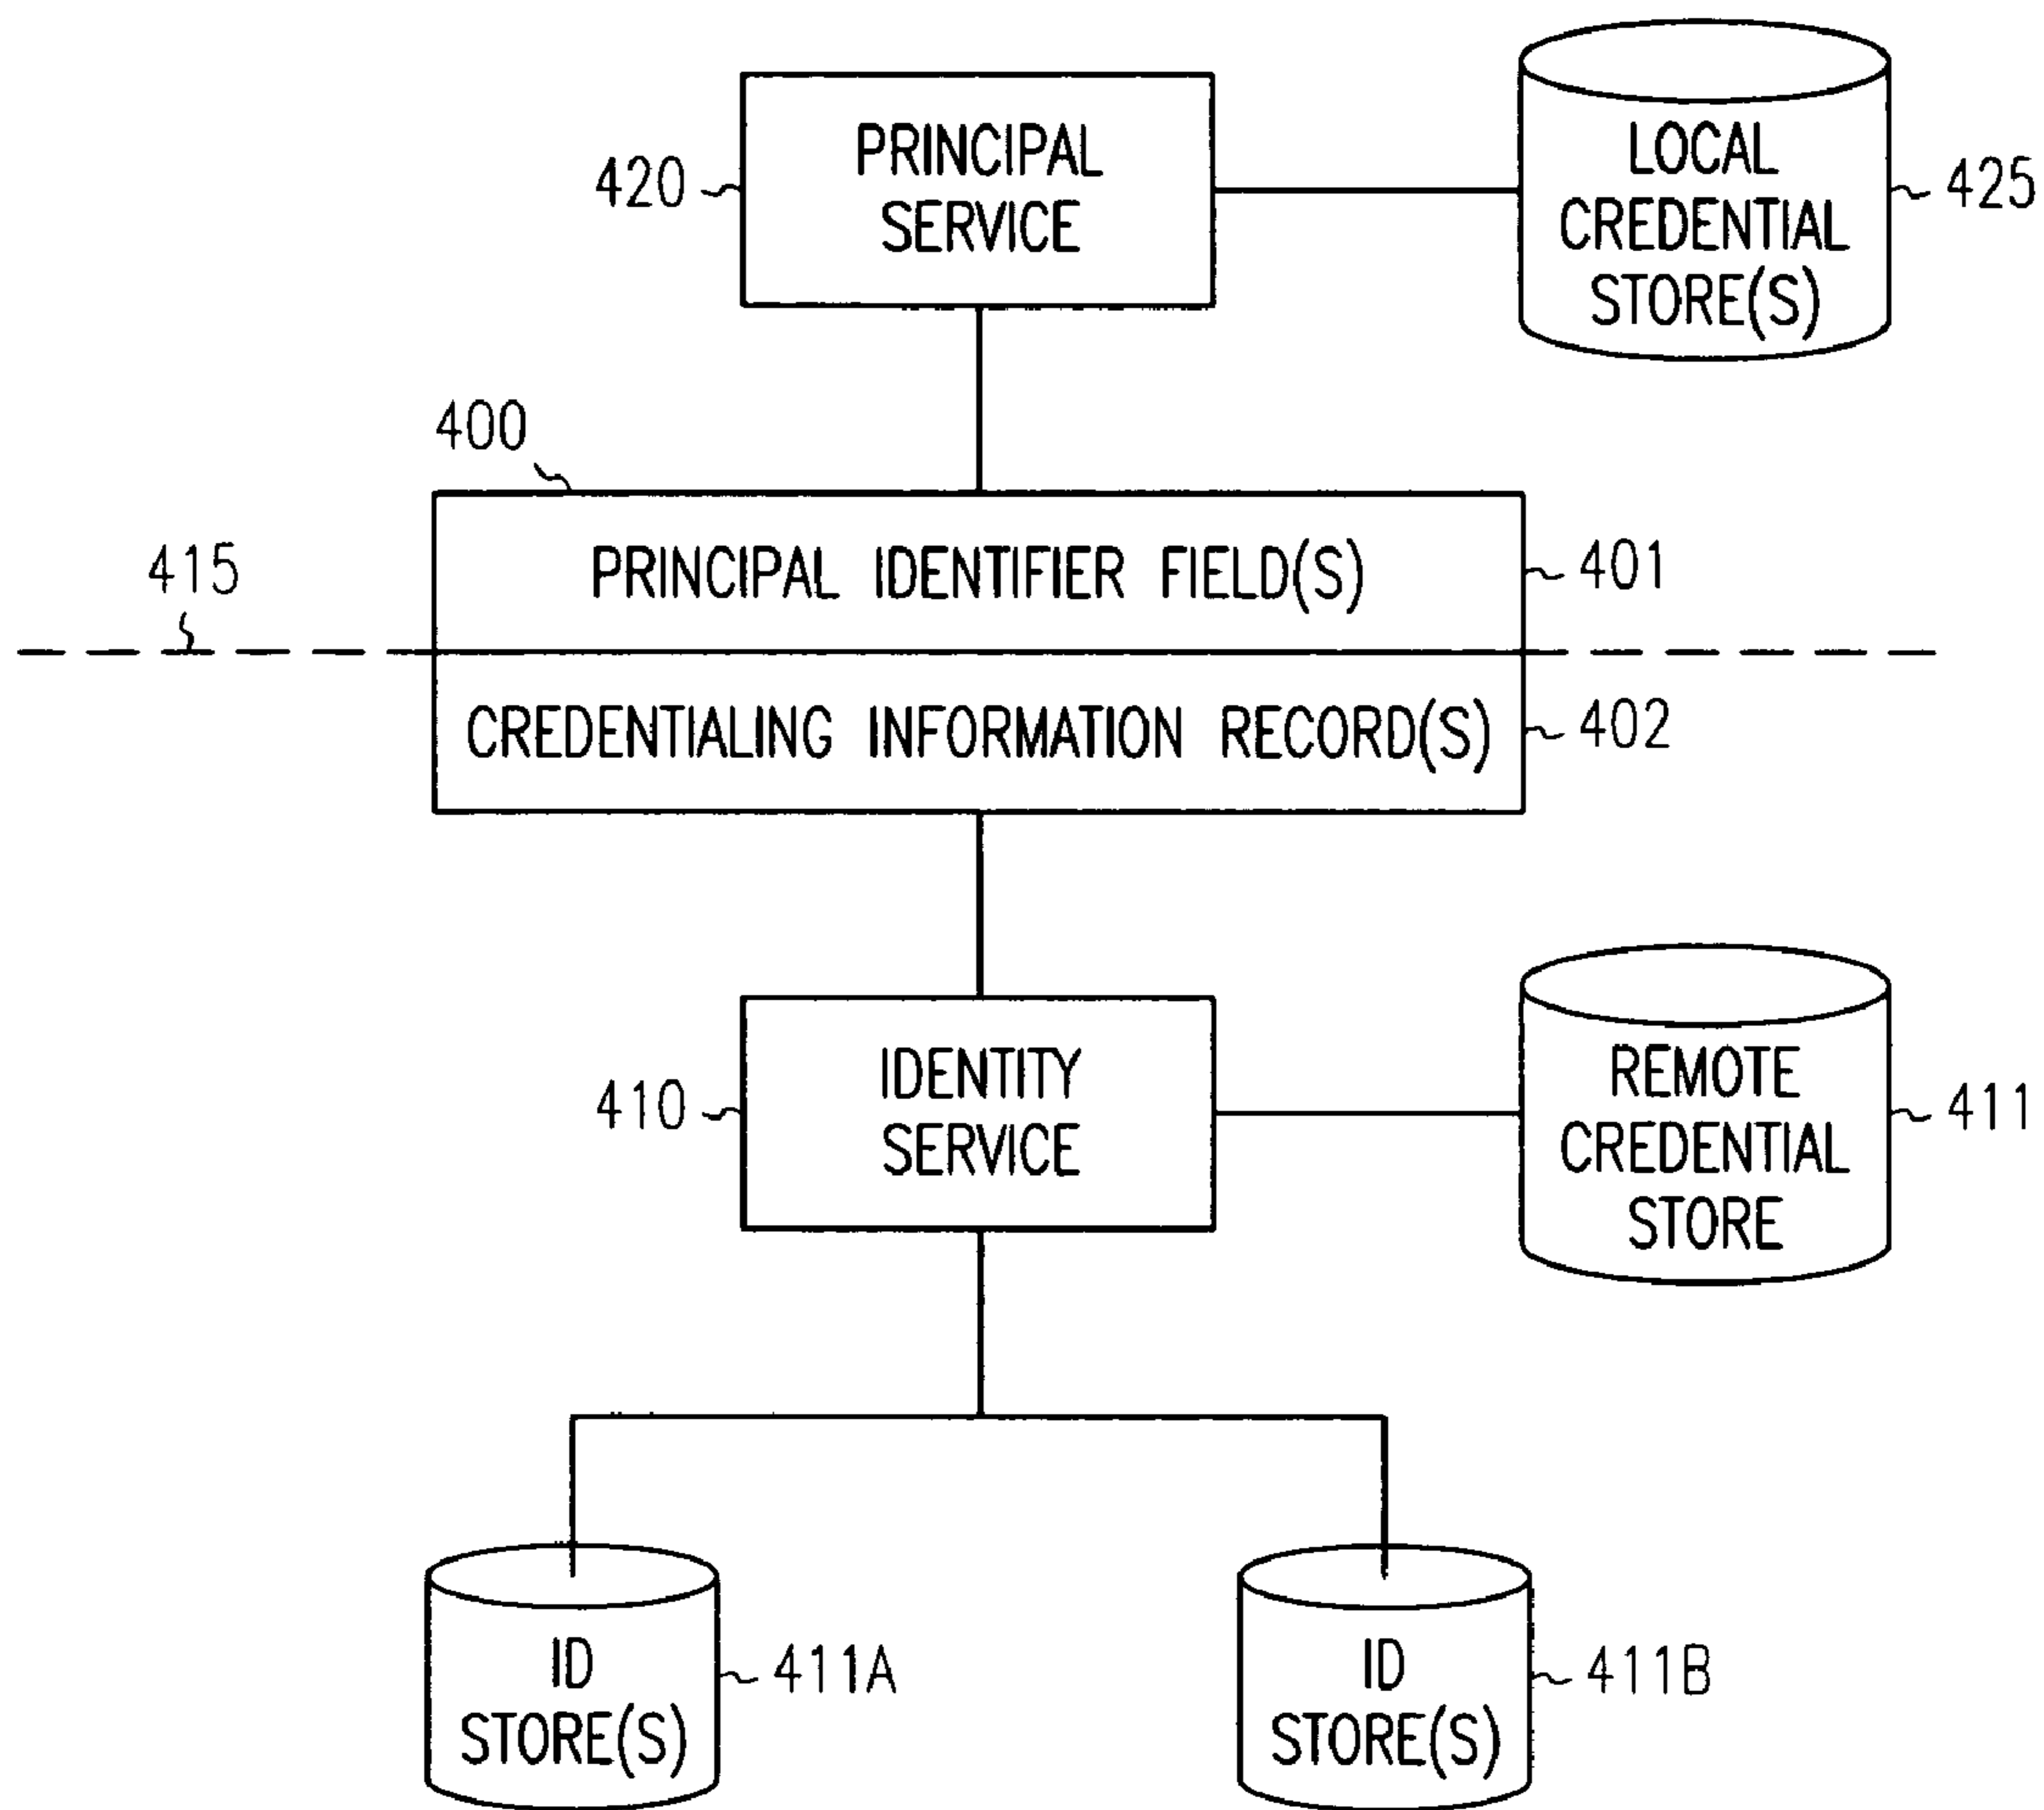 PRINCIPAL
SERVICE
420
LOCAL
CREDENTIAL
STORE(S)
425
400
PRINCIPAL IDENTIFIER FIELD(S)
401
415
CREDENTIALING INFORMATION RECORD(S)
402
IDENTITY
SERVICE
410
REMOTE
CREDENTIAL
STORE
411
ID
STORE(S)
411A
ID
STORE(S)
411B